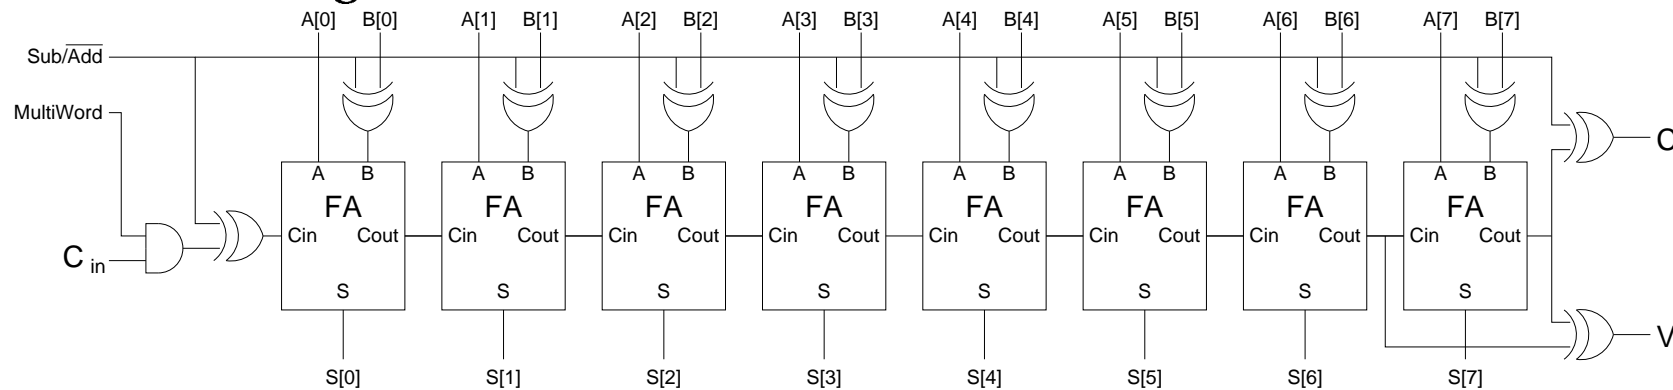 A[0] B[0] A[1] B[1] A[2] B[2] A[3] B[3] A[4] B[4] A[5] B[5] A[6] B[6] A[7] B[7]
Sub/Add
MultiWord
C
A B A B A B A B A B A B A B A B
FA FA FA FA FA FA FA FA
Cin Cout Cin Cout Cin Cout Cin Cout Cin Cout Cin Cout Cin Cout Cin Cout
C in
S S S S S S S S
V
S[0] S[1] S[2] S[3] S[4] S[5] S[6] S[7]